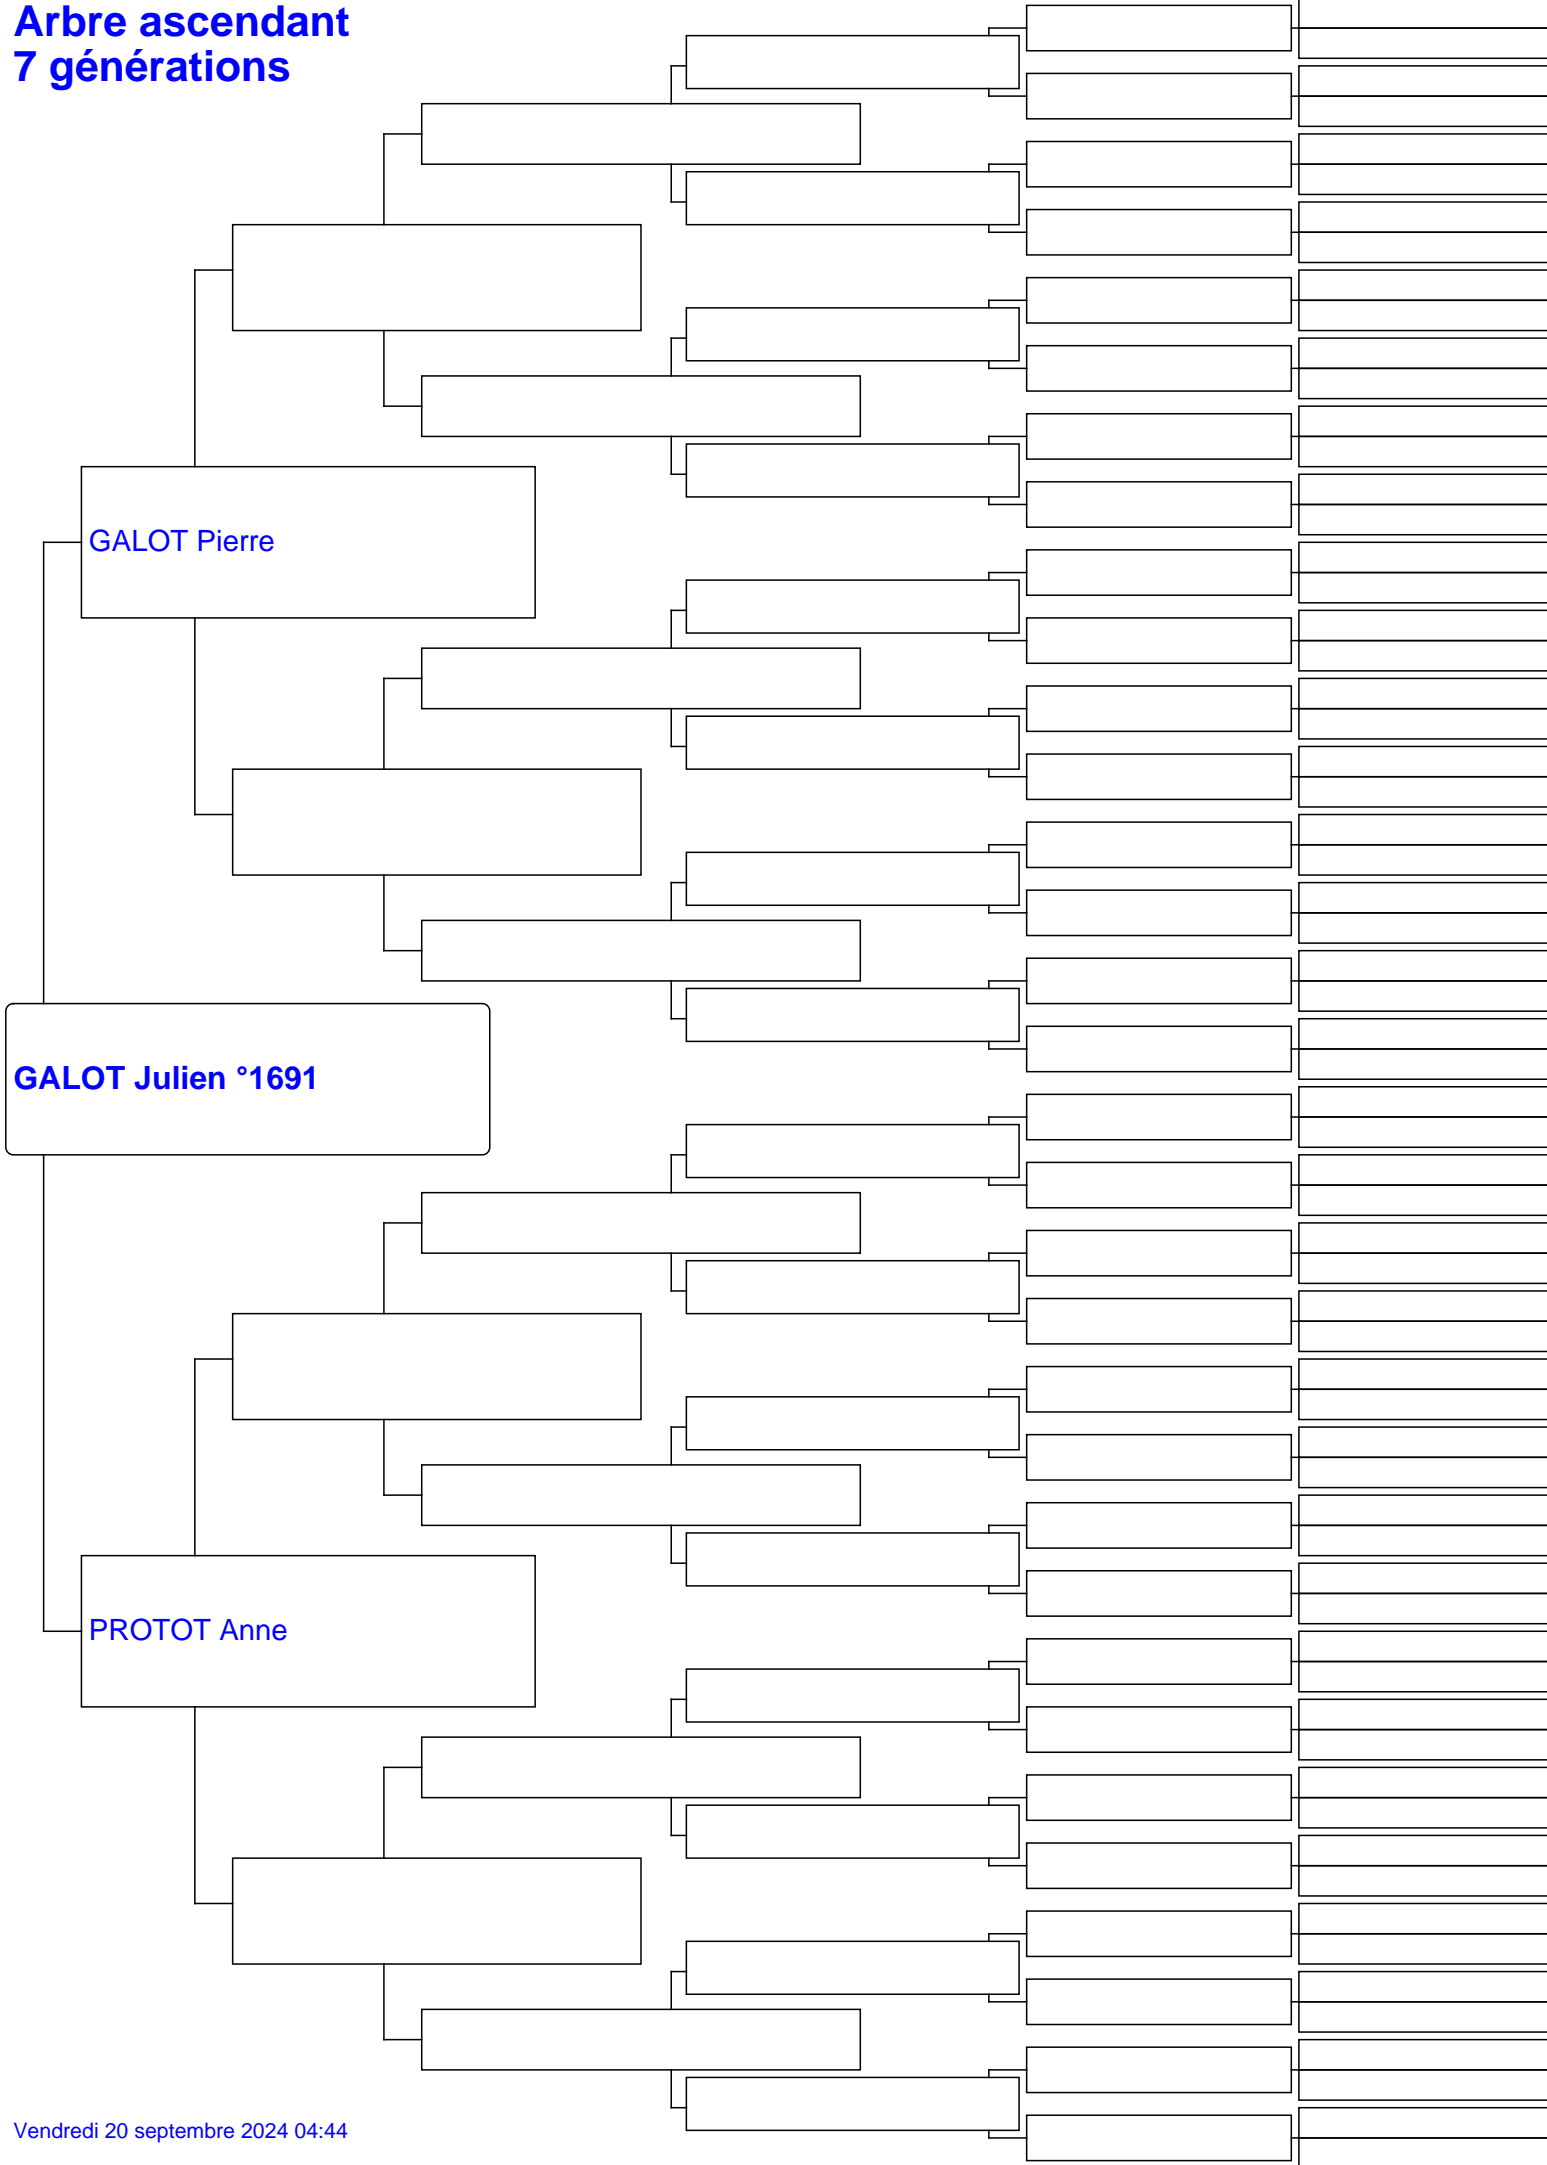 Arbre ascendant
7 générations
GALOT Pierre
GALOT Julien °1691
PROTOT Anne
Vendredi 20 septembre 2024 04:44